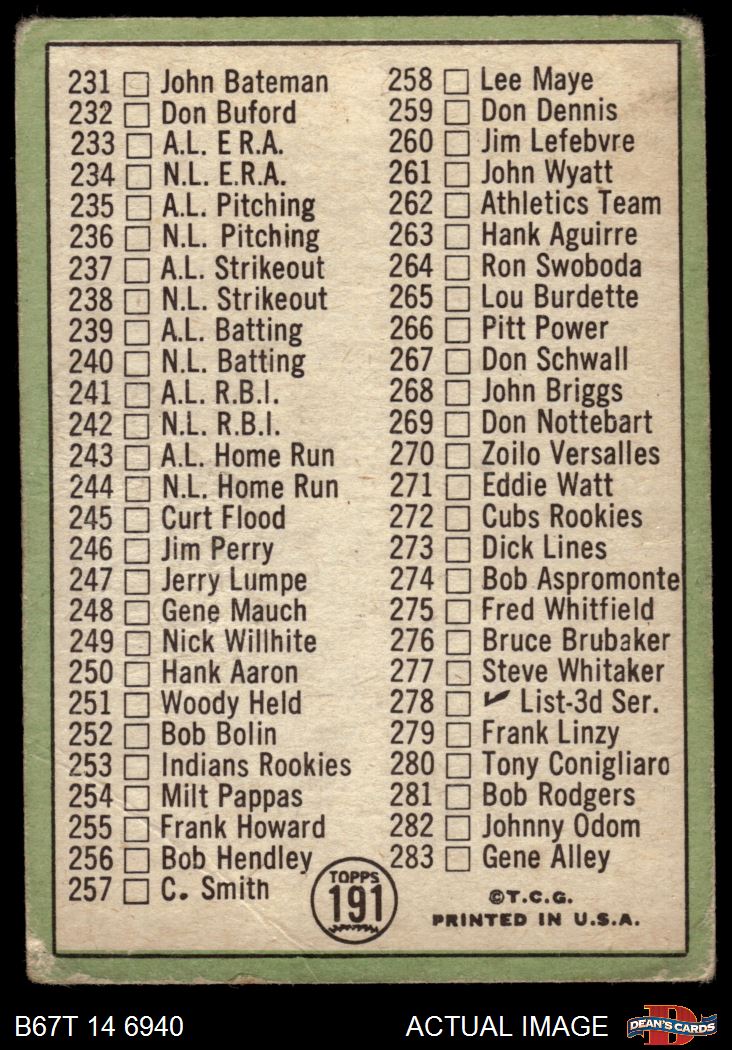 231 John Bateman
232 Don Buford
233 A.L. E R.A.
234 N.L. E.R.A.
235 A.L. Pitching
236 N.L. Pitching
237 A.L. Strikeout
238 N.L. Strikeout
239 A.L. Batting
240 N.L. Batting
241 A.L. R.B.I.
242 N.L. R.B.I.
243 A.L. Home Run
244 N.L. Home Run
245 Curt Flood
246 Jim Perry
247 Jerry Lumpe
248 Gene Mauch
249 Nick Willhite
250 Hank Aaron
251 Woody Held
252 Bob Bolin
253 Indians Rookies
254 Milt Pappas
255 Frank Howard
256 Bob Hendley
257 C. Smith
258 Lee Maye
259 Don Dennis
260 Jim Lefebvre
261 John Wyatt
262 Athletics Team
263 Hank Aguirre
264 Ron Swoboda
265 Lou Burdette
266 Pitt Power
267 Don Schwall
268 John Briggs
269 Don Nottebart
270 Zoilo Versalles
271 Eddie Watt
272 Cubs Rookies
273 Dick Lines
274 Bob Aspromonte
275 Fred Whitfield
276 Bruce Brubaker
277 Steve Whitaker
278 ✓ List-3d Ser.
279 Frank Linzy
280 Tony Conigliaro
281 Bob Rodgers
282 Johnny Odom
283 Gene Alley
TOPPS
191
©T.C.G.
PRINTED IN U.S.A.
B67T 14 6940
ACTUAL IMAGE
D
DEAN'S CARDS